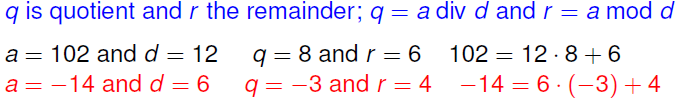 q is quotient and r the remainder; q = a div d and r = a mod d
a = 102 and d = 12 q = 8 and r = 6 102 = 12 · 8 + 6
a = −14 and d = 6 q = −3 and r = 4 −14 = 6 · (−3) + 4